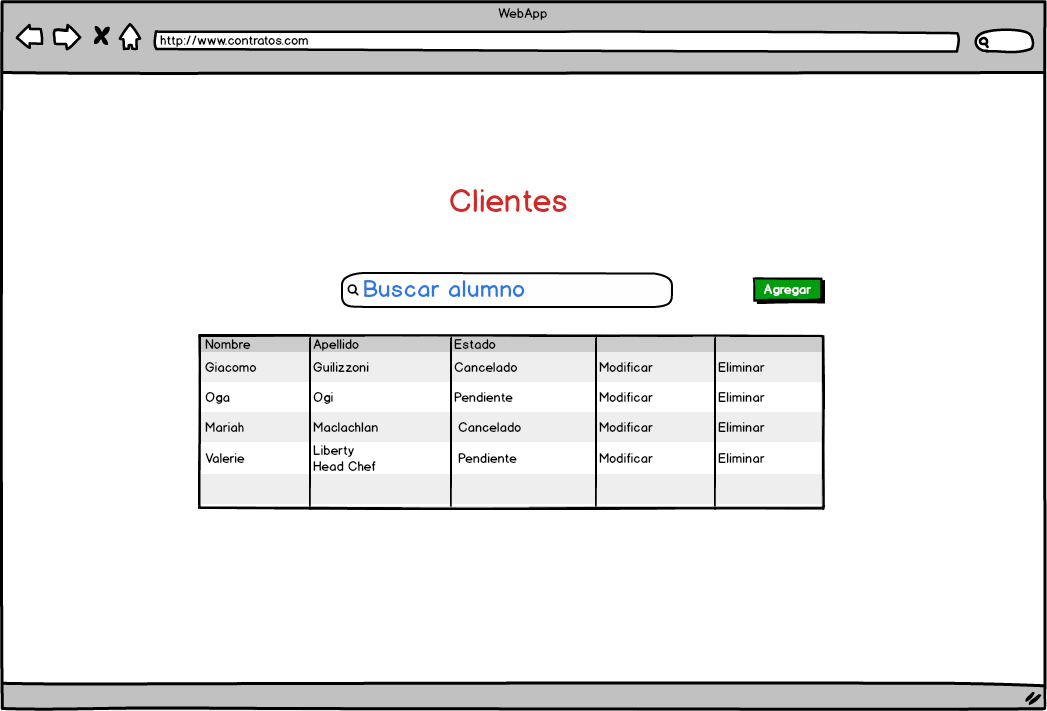 WebApp
http://www.contratos.com
Clientes
Buscar alumno
Agregar
Nombre Apellido Estado
Giacomo Guilizzoni Cancelado Modificar Eliminar
Oga Ogi Pendiente Modificar Eliminar
Mariah Maclachlan Cancelado Modificar Eliminar
Valerie Liberty Pendiente Modificar Eliminar
Head Chef